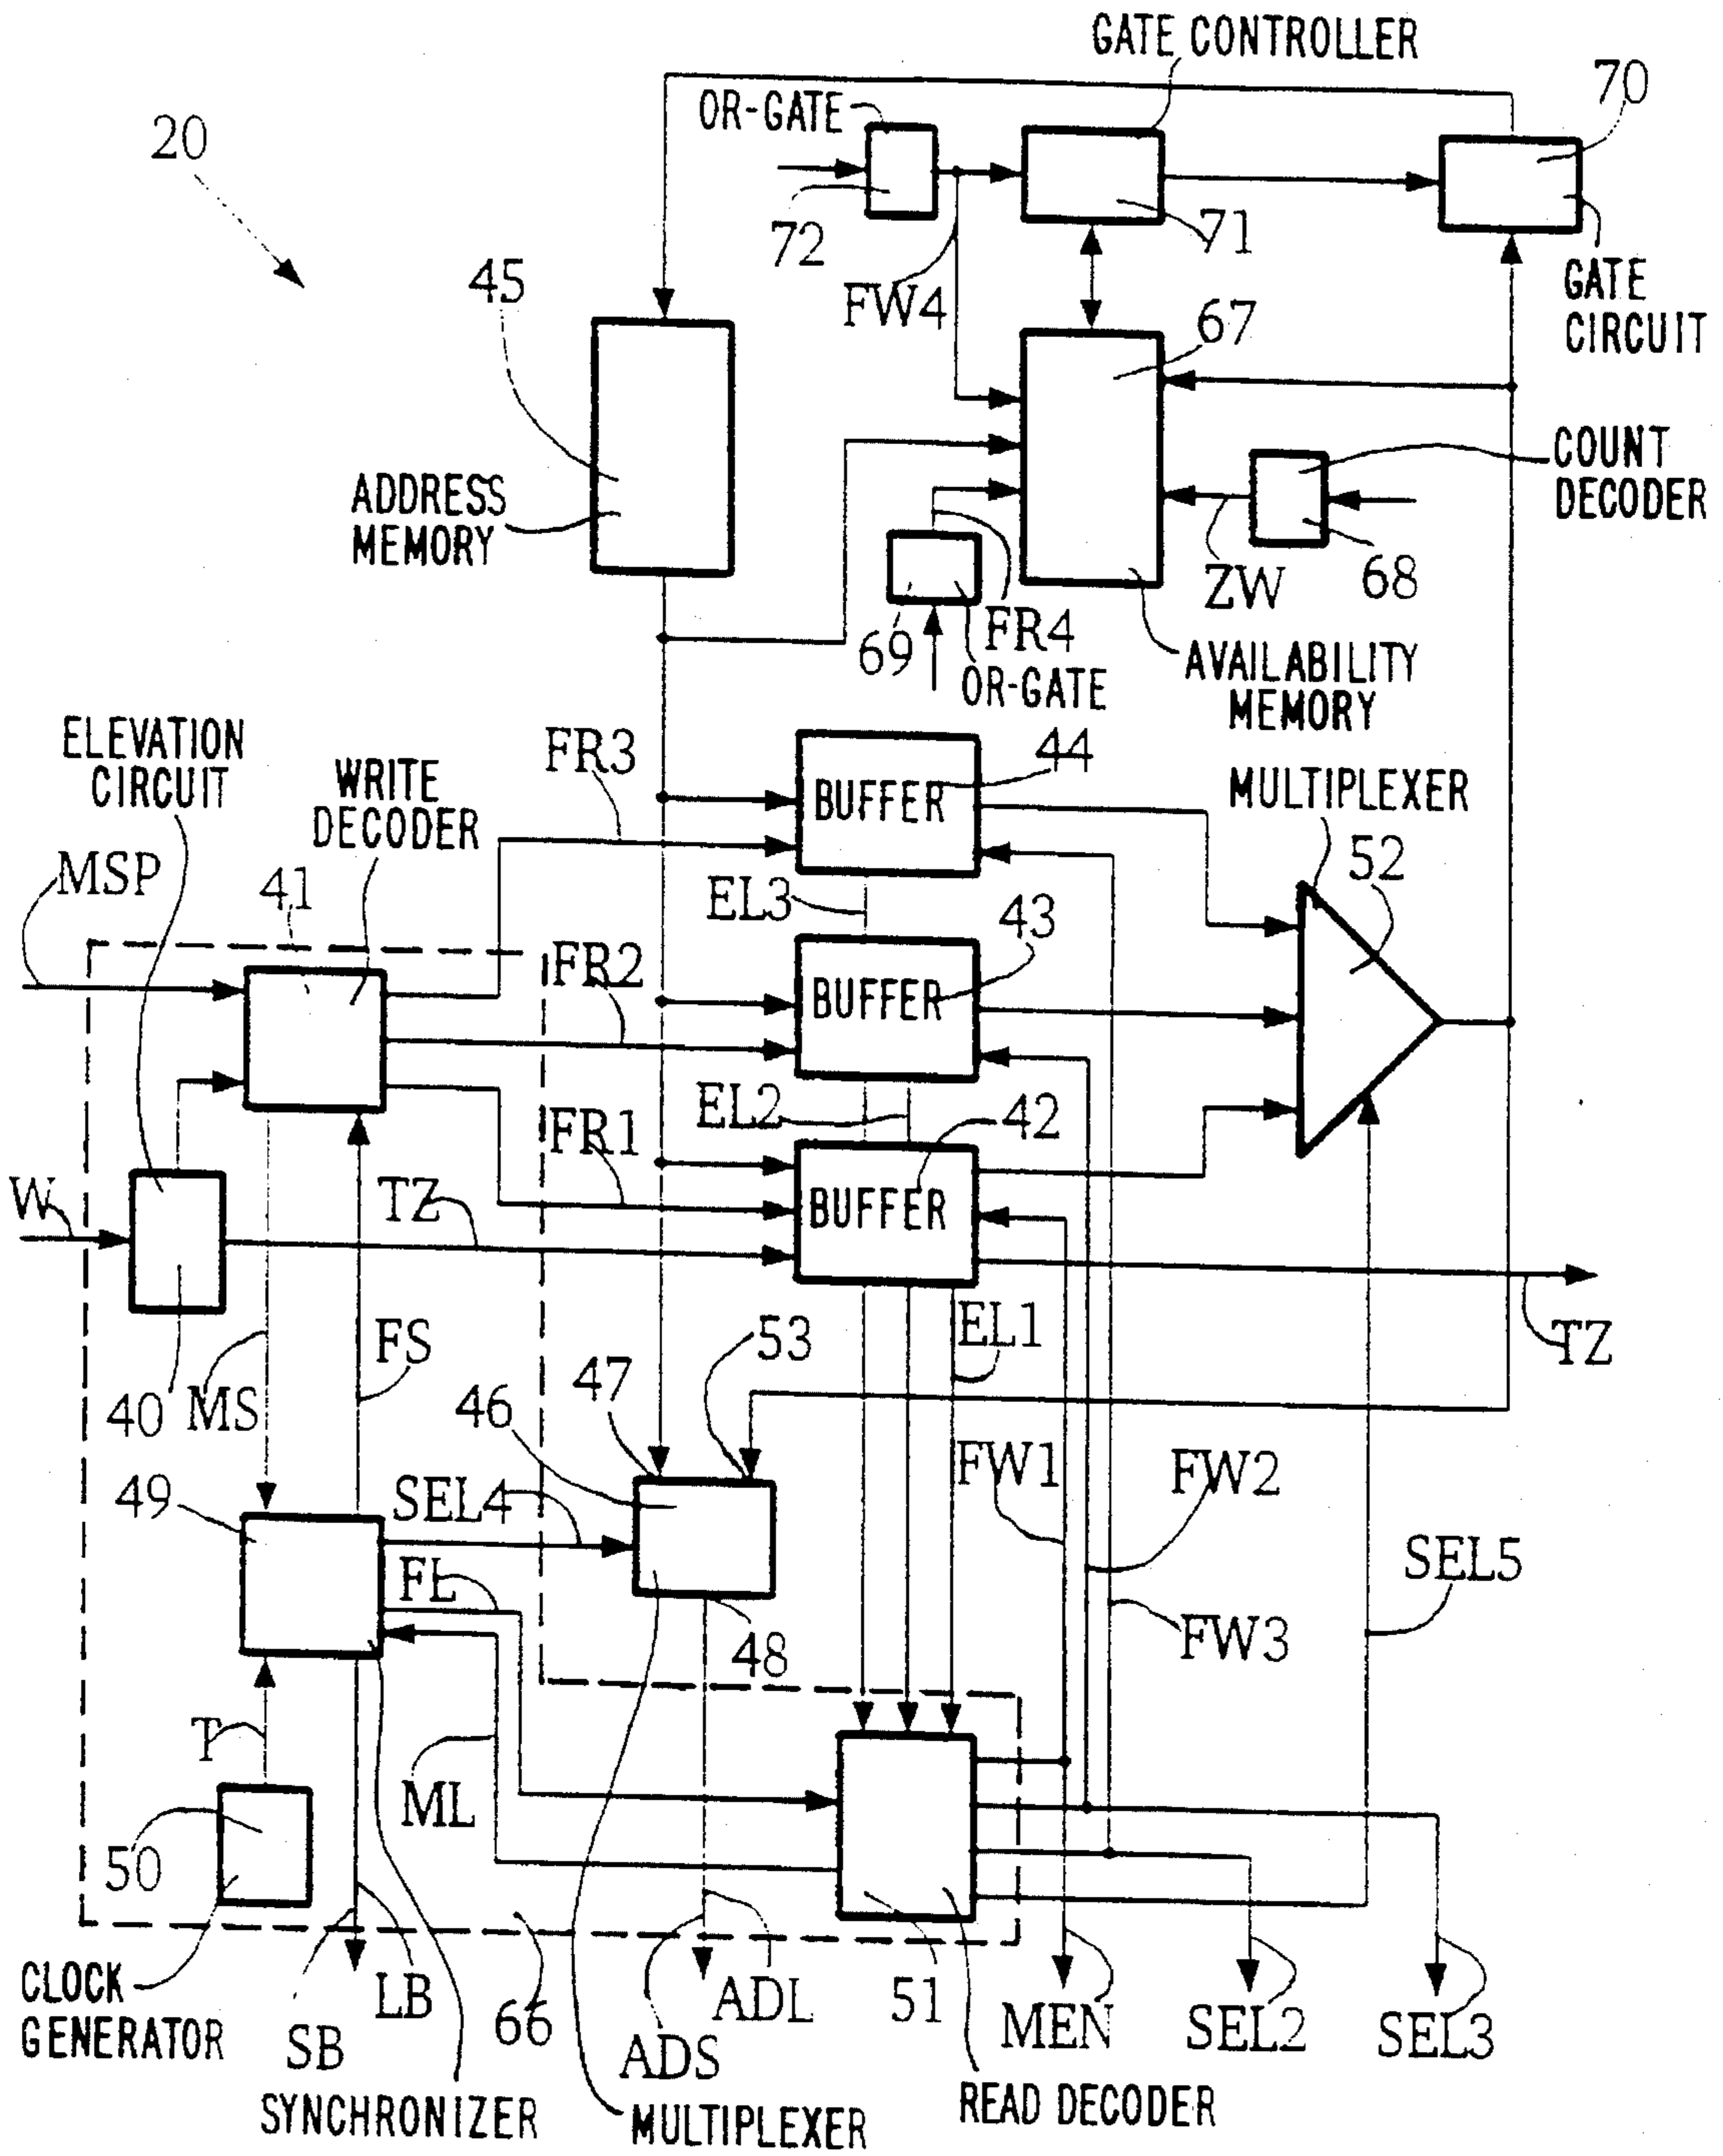 GATE CONTROLLER
70
OR-GATE
20
72
71
FW4
GATE
CIRCUIT
45
67
ADDRESS
MEMORY
COUNT
DECODER
ZW
68
69
FR4
OR-GATE
AVAILABILITY
MEMORY
ELEVATION
CIRCUIT
WRITE
DECODER
FR3
BUFFER
44
MULTIPLEXER
MSP
41
EL3
52
FR2
BUFFER
43
EL2
42
FR1
W
TZ
BUFFER
EL1
TZ
40
MS
FS
53
47
46
49
SEL4
FW1
FW2
FL
48
FW3
SEL5
T
ML
50
CLOCK
GENERATOR
SB
LB
66
ADS
ADL
51
MEN
SEL2
SEL3
SYNCHRONIZER
MULTIPLEXER
READ DECODER